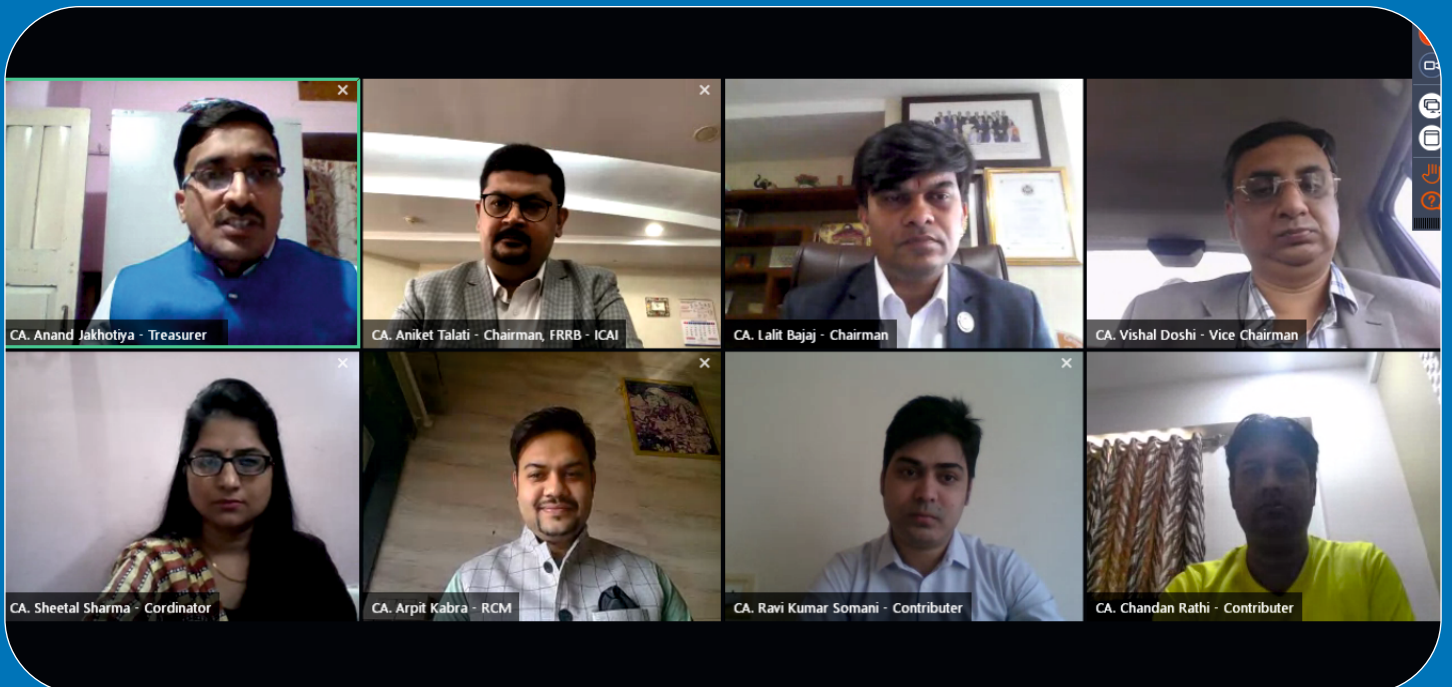 CA. Anand Jakhotiya - Treasurer
CA. Aniket Talati - Chairman, FRRB - ICAI
CA. Lalit Bajaj - Chairman
CA. Vishal Doshi - Vice Chairman
CA. Sheetal Sharma - Cordinator
CA. Arpit Kabra - RCM
CA. Ravi Kumar Somani - Contributer
CA. Chandan Rathi - Contributer